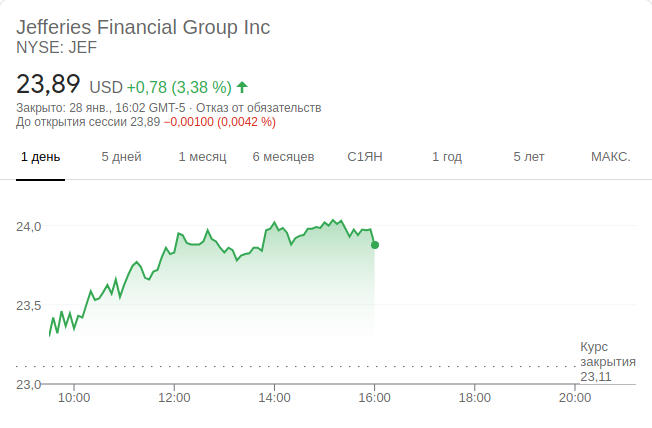 Jefferies Financial Group Inc
NYSE: JEF
23,89 USD +0,78 (3,38 %)
Закрыто: 28 янв., 16:02 GMT-5 · Отказ от обязательств
До открытия сессии 23,89 −0,00100 (0,0042 %)
1 день 5 дней 1 месяц 6 месяцев С1ЯН 1 год 5 лет МАКС.
24,0
23,5
Курс
закрытия
23,11
23,0
10:00 12:00 14:00 16:00 18:00 20:00